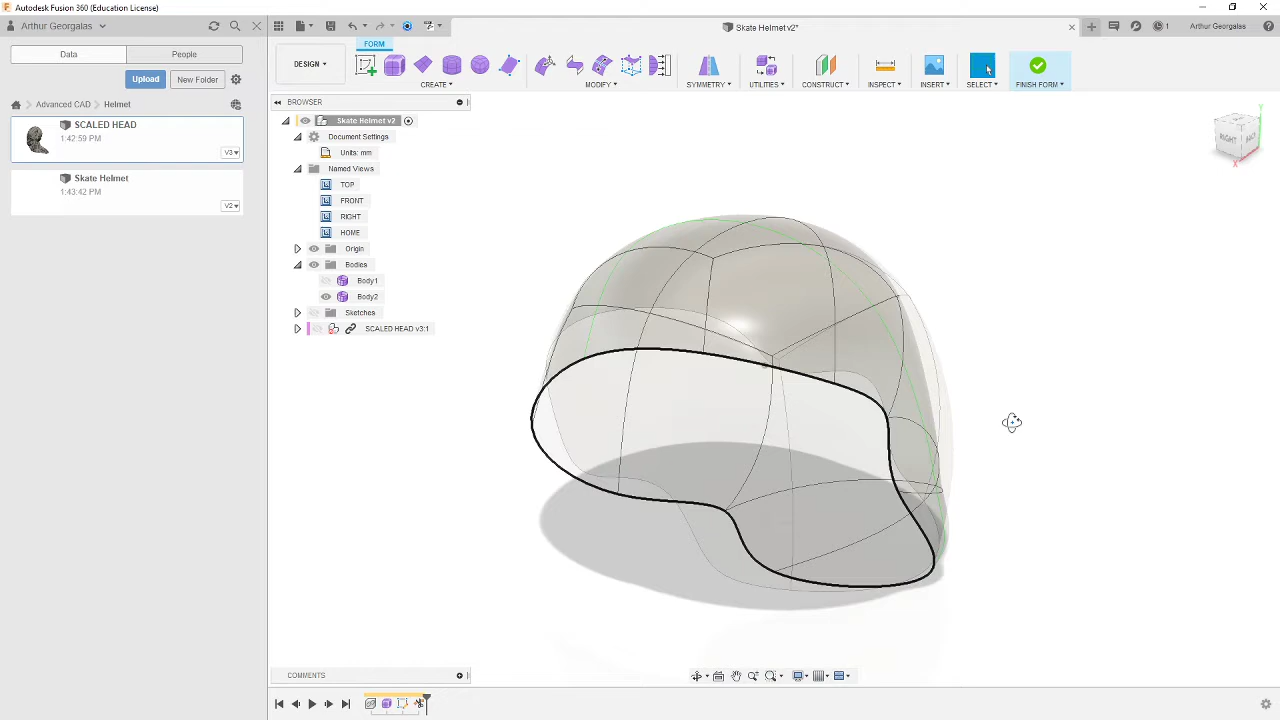 Autodesk Fusion 360 (Education License)
Arthur Georgalas
Skate Helmet v2*
1
Arthur Georgalas
Data
People
FORM
DESIGN
CREATE
MODIFY
SYMMETRY
UTILITIES
CONSTRUCT
INSPECT
INSERT
SELECT
FINISH FORM
Upload
New Folder
Advanced CAD
Helmet
SCALED HEAD
1:42:59 PM
V3
Skate Helmet
1:43:42 PM
V2
BROWSER
Skate Helmet v2
Document Settings
Units: mm
Named Views
TOP
FRONT
RIGHT
HOME
Origin
Bodies
Body1
Body2
Sketches
SCALED HEAD v3:1
Y
RIGHT
BACK
X
COMMENTS